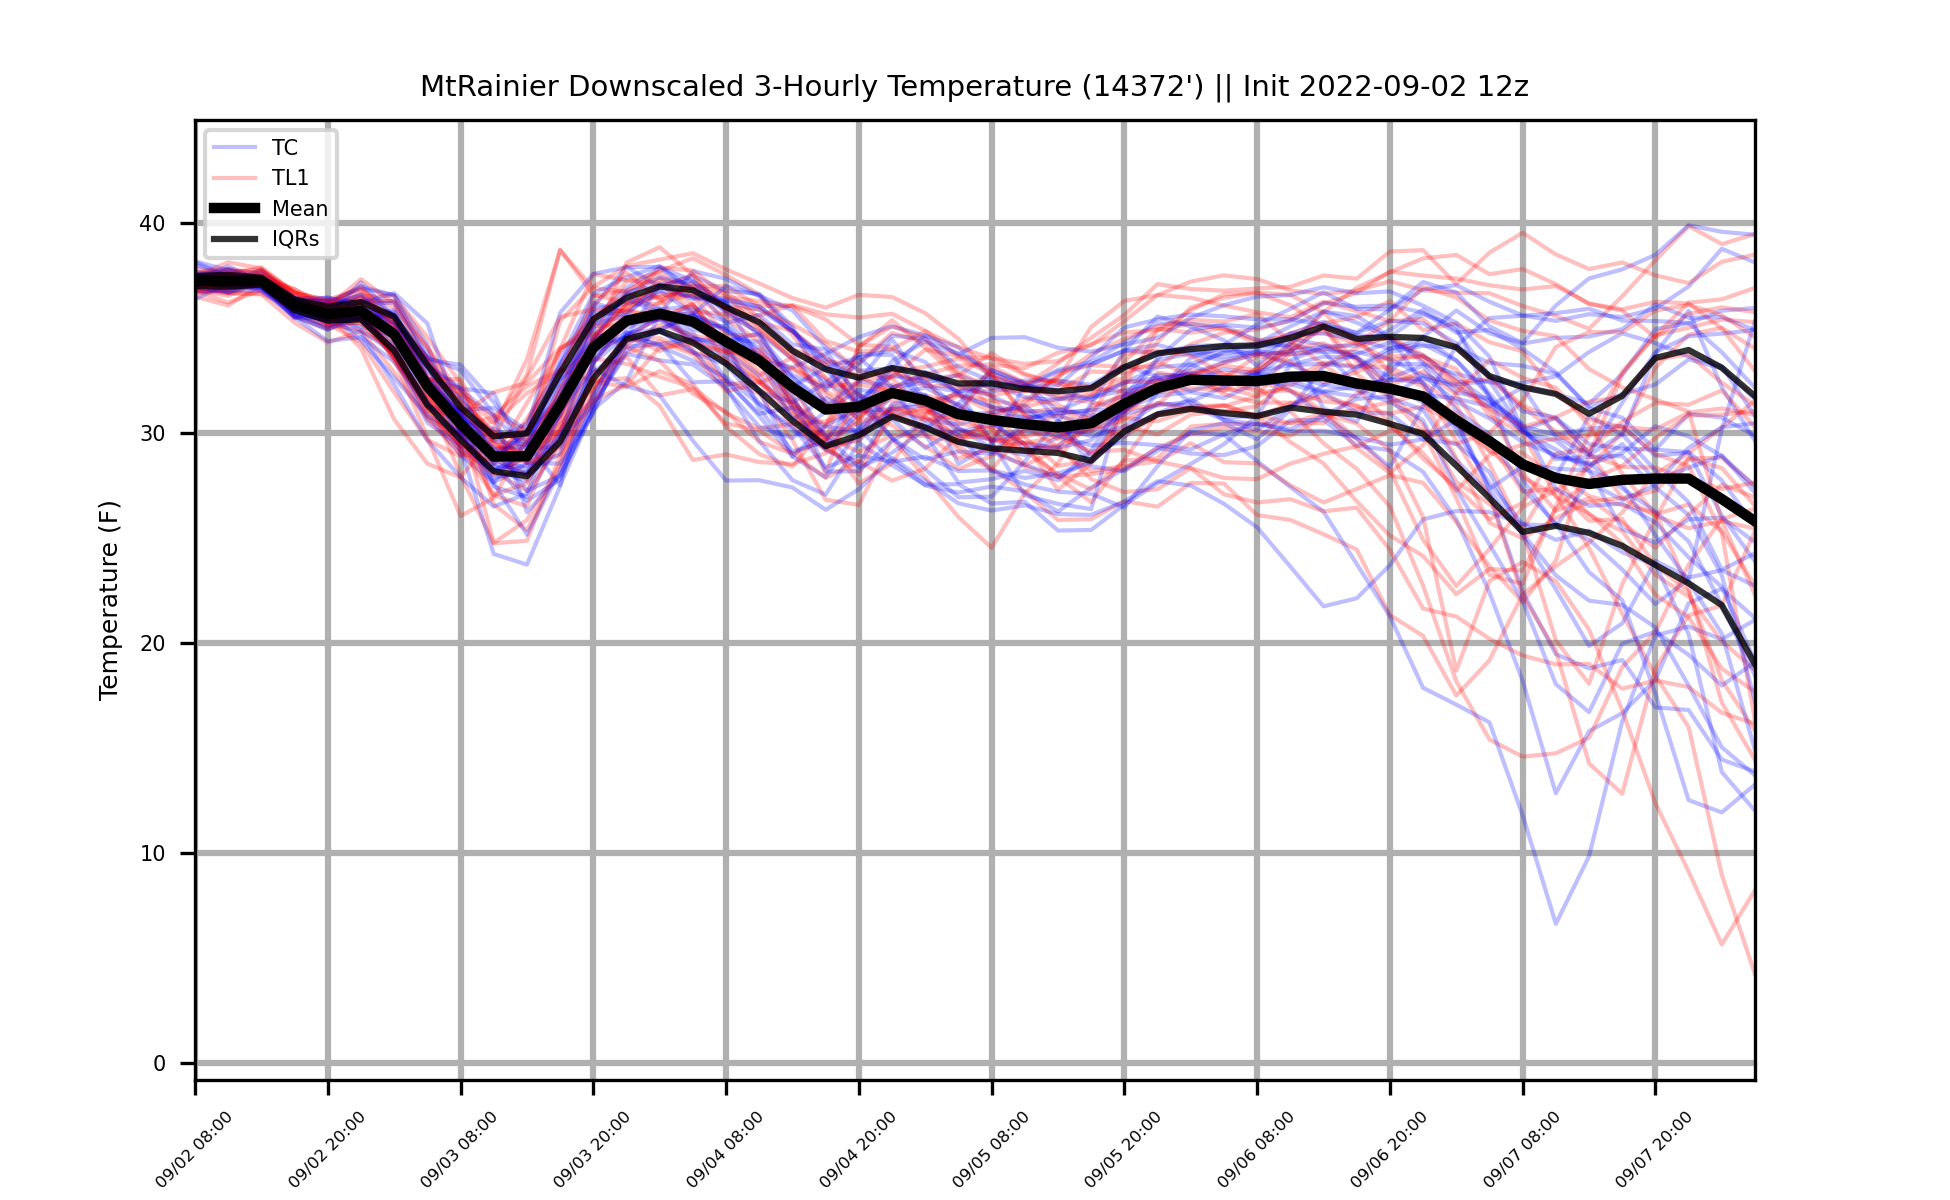 MtRainier Downscaled 3-Hourly Temperature (14372') || Init 2022-09-02 12z
TC
TL1
Mean
IQRs
Temperature (F)
40
30
20
10
0
09/02 08:00
09/02 20:00
09/03 08:00
09/03 20:00
09/04 08:00
09/04 20:00
09/05 08:00
09/05 20:00
09/06 08:00
09/06 20:00
09/07 08:00
09/07 20:00